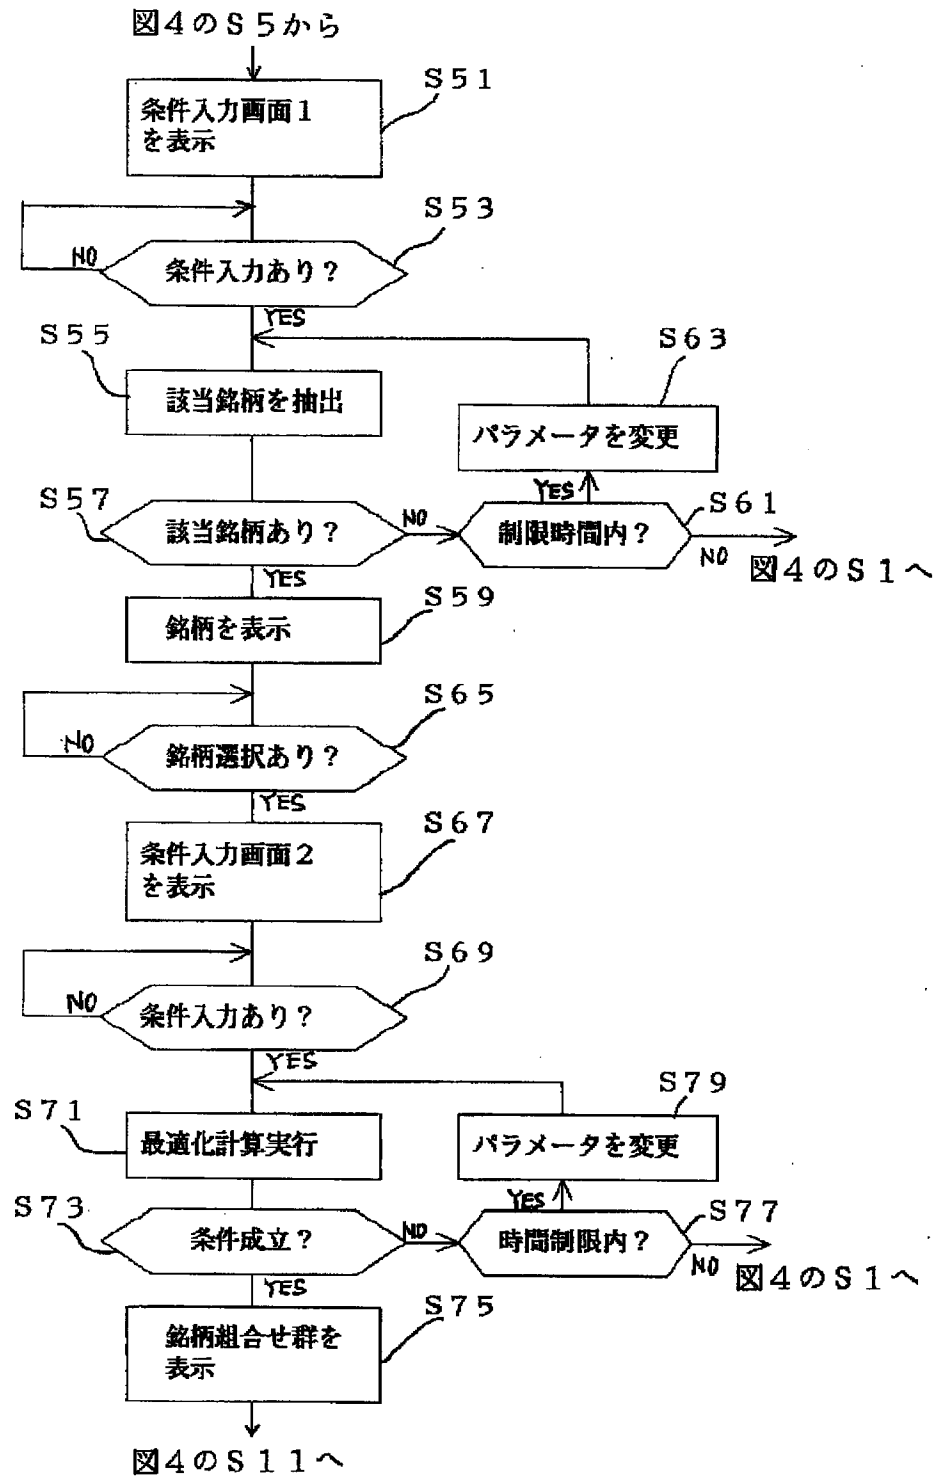 図4のS5から
S51
条件入力画面1
を表示
S53
NO
条件入力あり?
YES
S55
S63
該当銘柄を抽出
パラメータを変更
S57
YES
S61
該当銘柄あり?
NO
制限時間内?
NO
図4のS1へ
YES
S59
銘柄を表示
S65
NO
銘柄選択あり?
YES
S67
条件入力画面2
を表示
S69
NO
条件入力あり?
YES
S79
S71
最適化計算実行
パラメータを変更
S73
YES
S77
条件成立?
NO
時間制限内?
NO
図4のS1へ
YES
S75
銘柄組合せ群を
表示
図4のS11へ